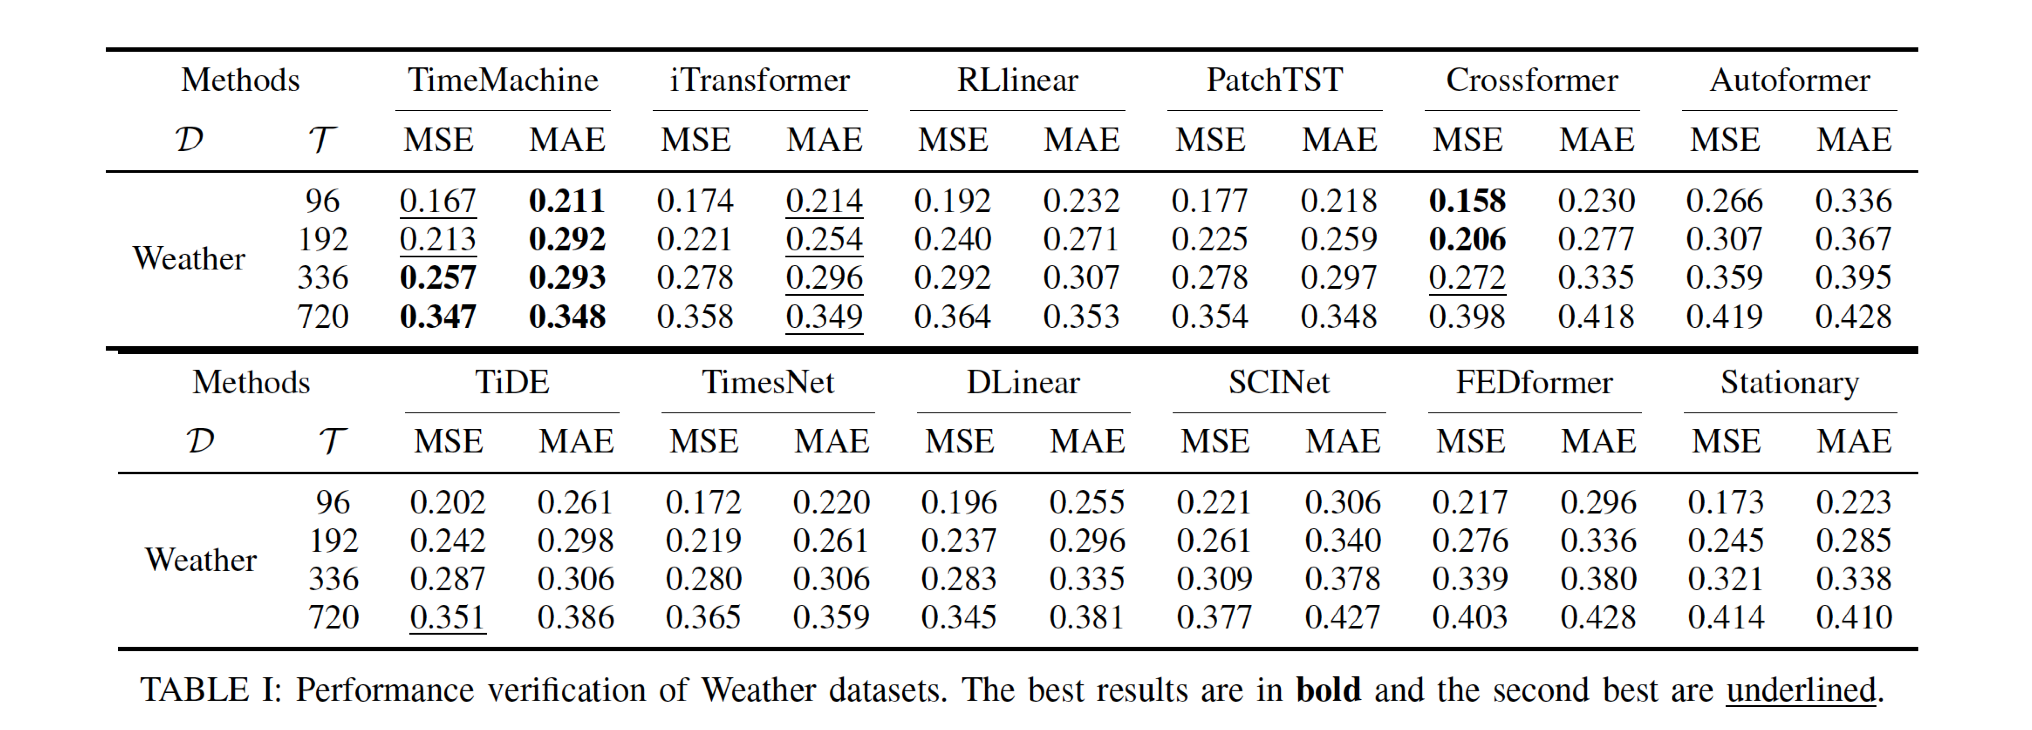 Methods TimeMachine iTransformer RLlinear PatchTST Crossformer Autoformer
𝒟 𝒯 MSE MAE MSE MAE MSE MAE MSE MAE MSE MAE MSE MAE
96 0.167 0.211 0.174 0.214 0.192 0.232 0.177 0.218 0.158 0.230 0.266 0.336
192 0.213 0.292 0.221 0.254 0.240 0.271 0.225 0.259 0.206 0.277 0.307 0.367
Weather
336 0.257 0.293 0.278 0.296 0.292 0.307 0.278 0.297 0.272 0.335 0.359 0.395
720 0.347 0.348 0.358 0.349 0.364 0.353 0.354 0.348 0.398 0.418 0.419 0.428
Methods TiDE TimesNet DLinear SCINet FEDformer Stationary
𝒟 𝒯 MSE MAE MSE MAE MSE MAE MSE MAE MSE MAE MSE MAE
96 0.202 0.261 0.172 0.220 0.196 0.255 0.221 0.306 0.217 0.296 0.173 0.223
192 0.242 0.298 0.219 0.261 0.237 0.296 0.261 0.340 0.276 0.336 0.245 0.285
Weather
336 0.287 0.306 0.280 0.306 0.283 0.335 0.309 0.378 0.339 0.380 0.321 0.338
720 0.351 0.386 0.365 0.359 0.345 0.381 0.377 0.427 0.403 0.428 0.414 0.410
TABLE I: Performance verification of Weather datasets. The best results are in bold and the second best are underlined.